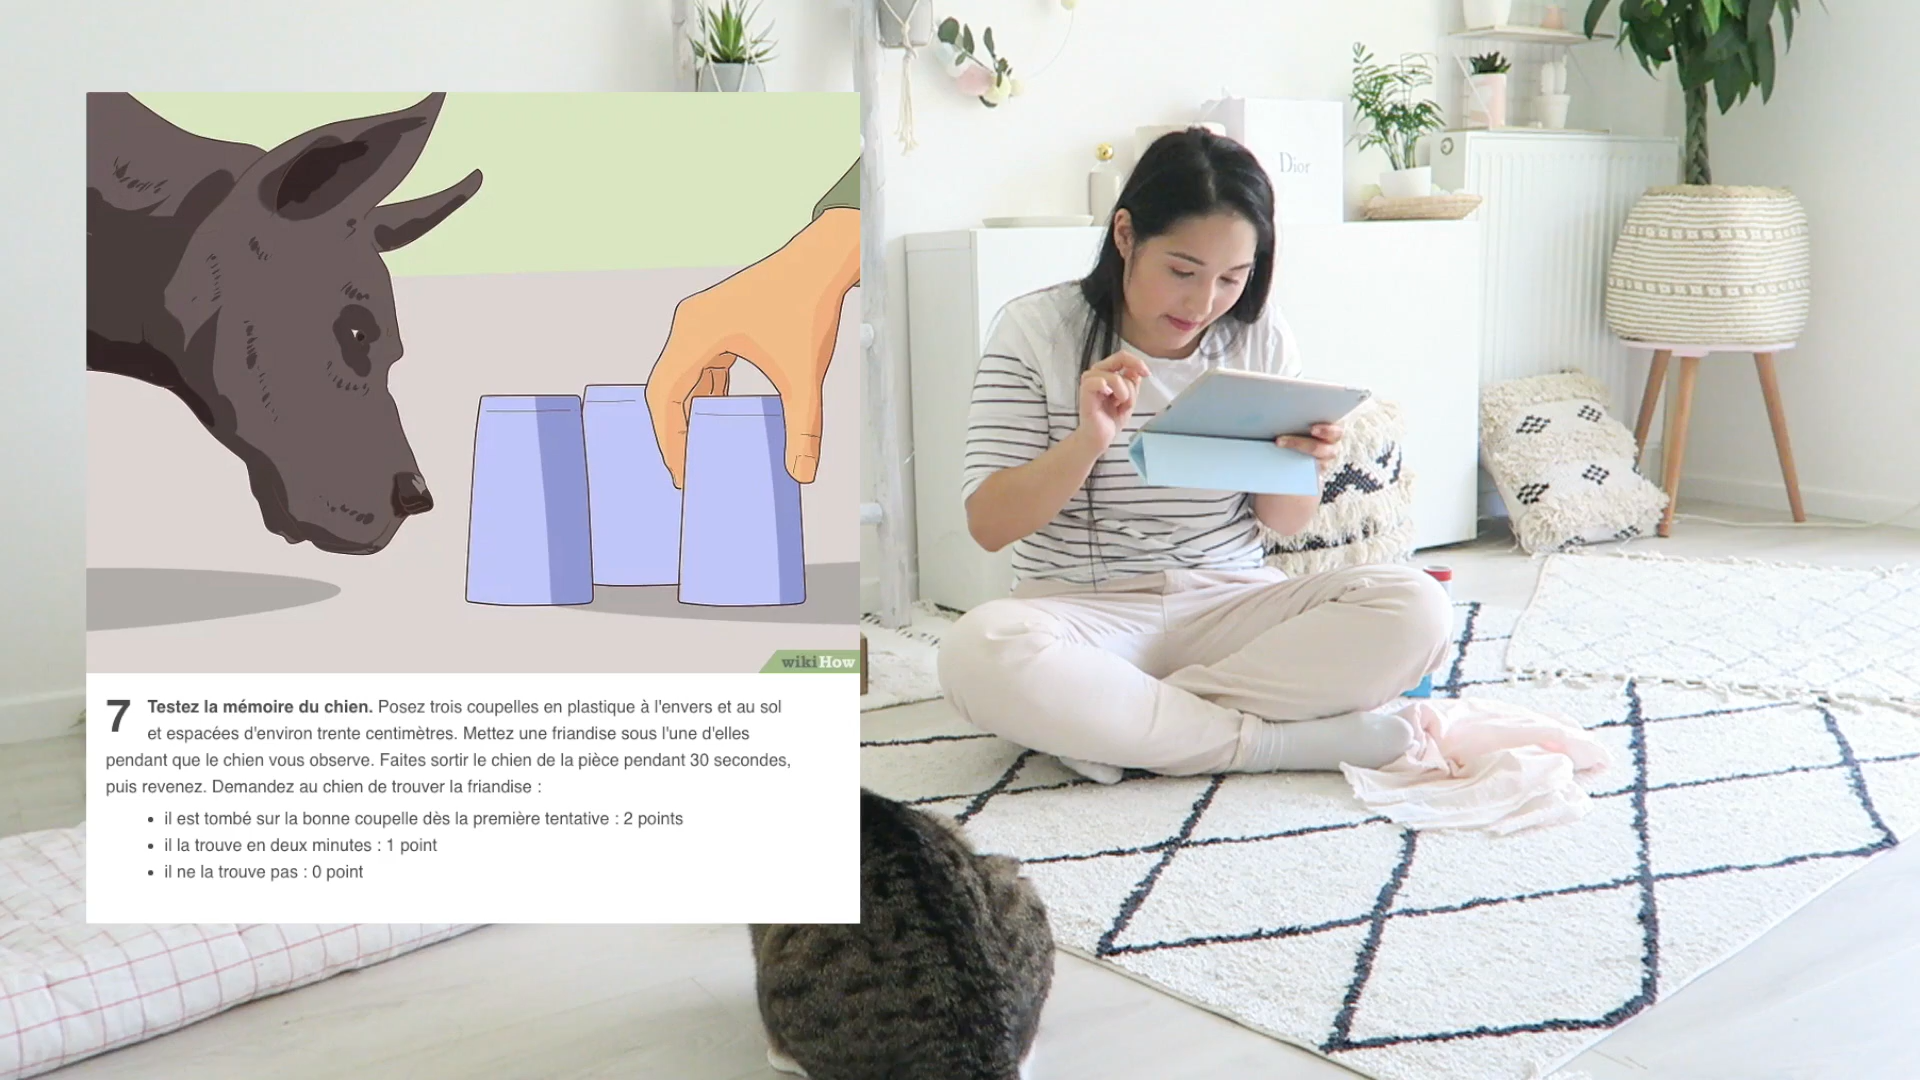 Dior
wikiHow
7 Testez la mémoire du chien. Posez trois coupelles en plastique à l'envers et au sol
et espacées d'environ trente centimètres. Mettez une friandise sous l'une d'elles
pendant que le chien vous observe. Faites sortir le chien de la pièce pendant 30 secondes,
puis revenez. Demandez au chien de trouver la friandise :
• il est tombé sur la bonne coupelle dès la première tentative : 2 points
• il la trouve en deux minutes : 1 point
• il ne la trouve pas : 0 point